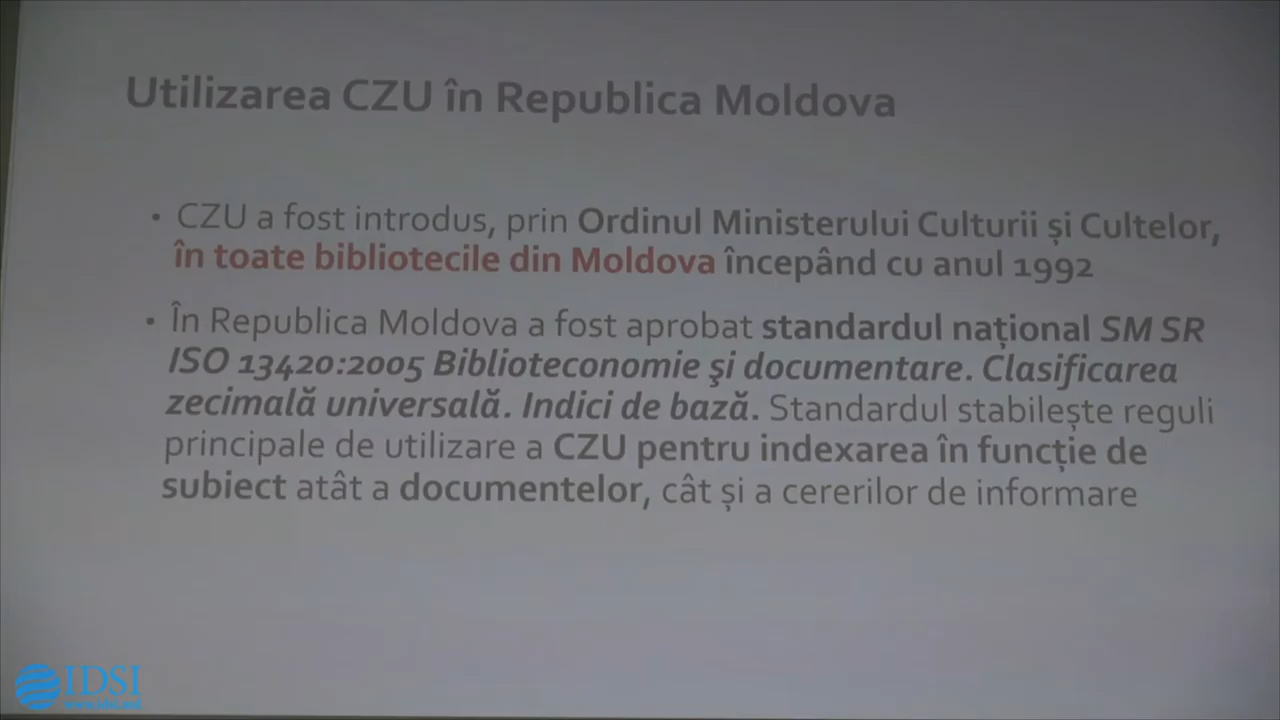 Utilizarea CZU în Republica Moldova
• CZU a fost introdus, prin Ordinul Ministerului Culturii și Cultelor,
în toate bibliotecile din Moldova începând cu anul 1992
• În Republica Moldova a fost aprobat standardul național SM SR
ISO 13420:2005 Biblioteconomie şi documentare. Clasificarea
zecimală universală. Indici de bază. Standardul stabilește reguli
principale de utilizare a CZU pentru indexarea în funcție de
subiect atât a documentelor, cât și a cererilor de informare
IDSI
www.idsi.md